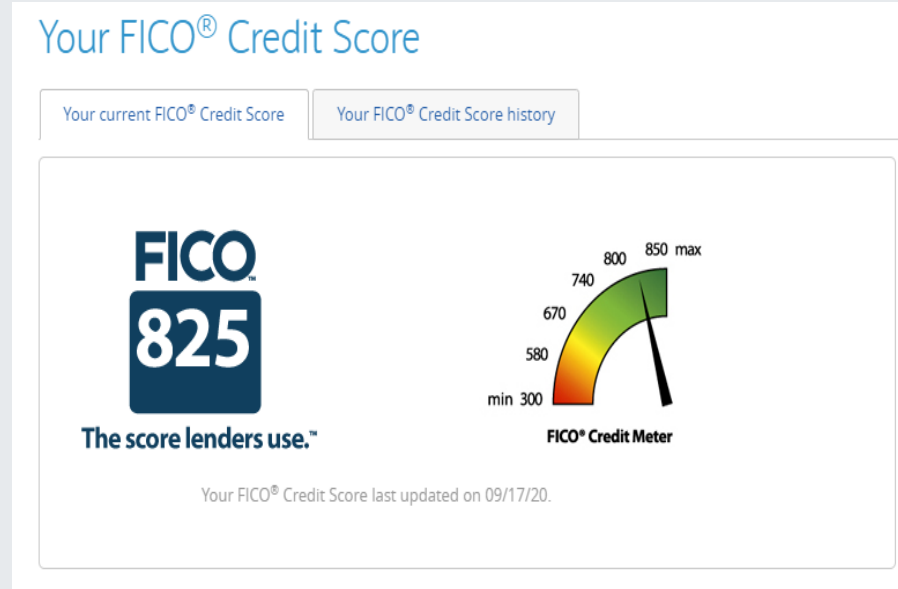 Your FICO® Credit Score
Your current FICO® Credit Score
Your FICO® Credit Score history
FICO™
825
The score lenders use.™
850 max
800
740
670
580
min 300
FICO® Credit Meter
Your FICO® Credit Score last updated on 09/17/20.